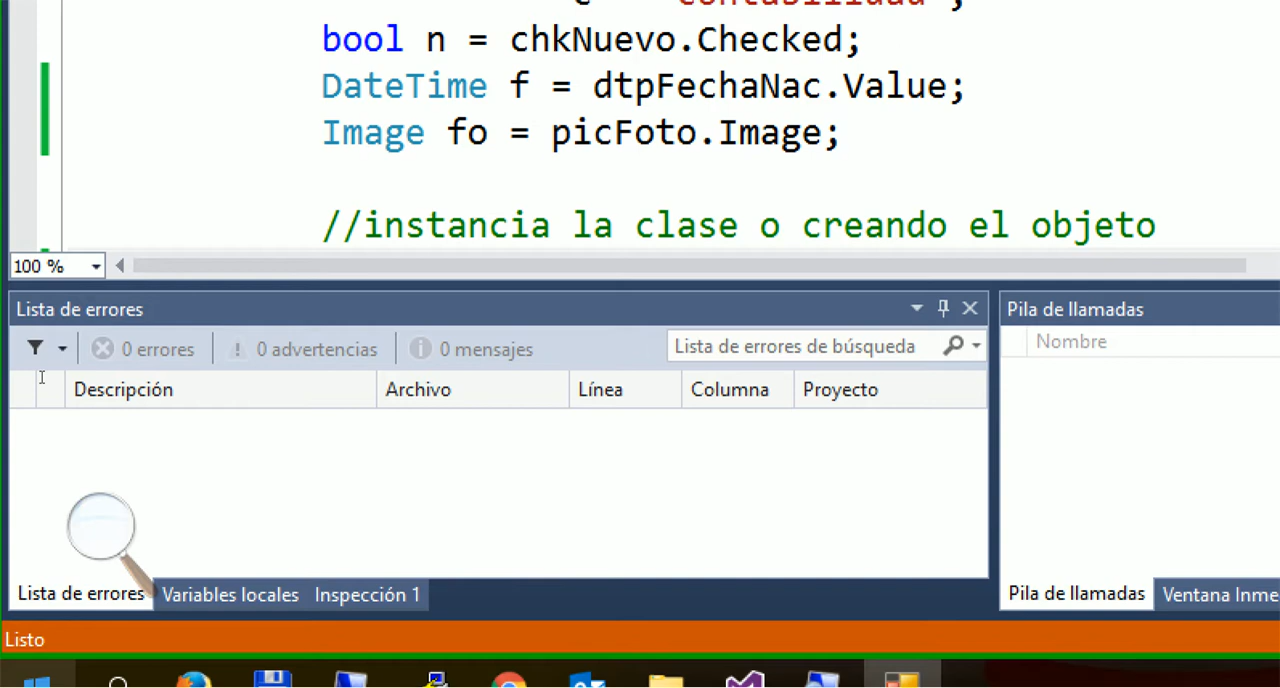 bool n = chkNuevo.Checked;
DateTime f = dtpFechaNac.Value;
Image fo = picFoto.Image;
//instancia la clase o creando el objeto
100 %
Lista de errores
0 errores
0 advertencias
0 mensajes
Lista de errores de búsqueda
Descripción
Archivo
Línea
Columna
Proyecto
Lista de errores
Variables locales
Inspección 1
Pila de llamadas
Nombre
Pila de llamadas
Ventana Inme
Listo